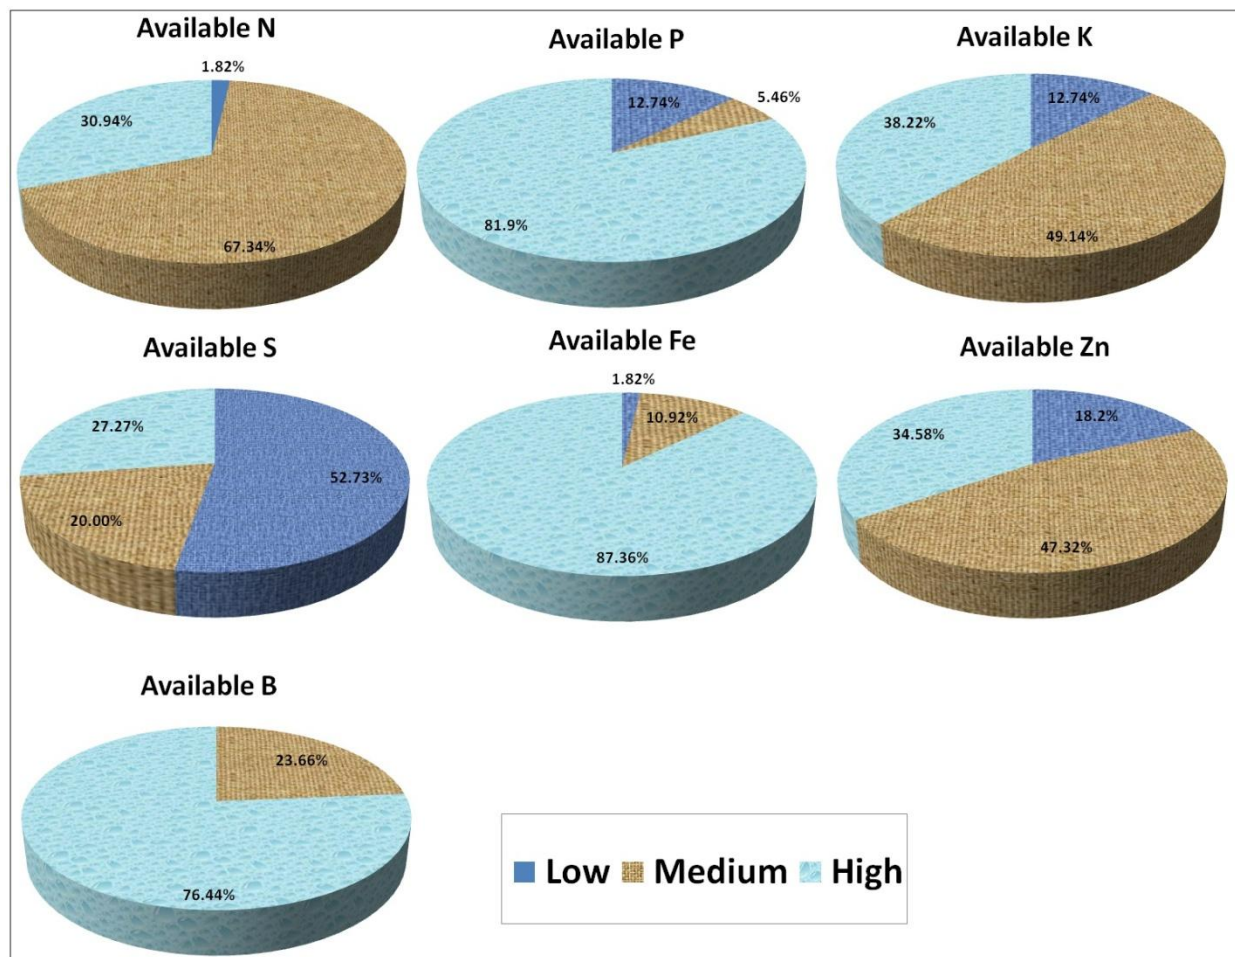 Available N
1.82%
30.94%
67.34%
Available P
12.74%
5.46%
81.9%
Available K
12.74%
38.22%
49.14%
Available S
27.27%
52.73%
20.00%
Available Fe
1.82%
10.92%
87.36%
Available Zn
18.2%
34.58%
47.32%
Available B
23.66%
76.44%
Low Medium High